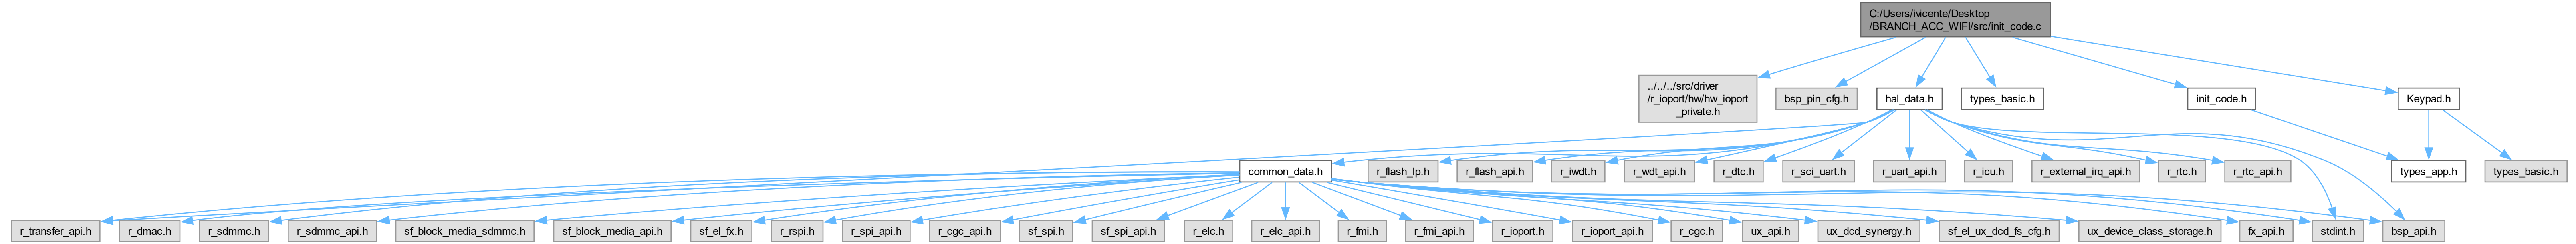 C:/Users/ivicente/Desktop
/BRANCH_ACC_WIFI/src/init_code.c
../../../src/driver
/r_ioport/hw/hw_ioport
_private.h
bsp_pin_cfg.h
hal_data.h
types_basic.h
init_code.h
Keypad.h
common_data.h
r_flash_lp.h
r_flash_api.h
r_iwdt.h
r_wdt_api.h
r_dtc.h
r_sci_uart.h
r_uart_api.h
r_icu.h
r_external_irq_api.h
r_rtc.h
r_rtc_api.h
types_app.h
types_basic.h
r_transfer_api.h
r_dmac.h
r_sdmmc.h
r_sdmmc_api.h
sf_block_media_sdmmc.h
sf_block_media_api.h
sf_el_fx.h
r_rspi.h
r_spi_api.h
r_cgc_api.h
sf_spi.h
sf_spi_api.h
r_elc.h
r_elc_api.h
r_fmi.h
r_fmi_api.h
r_ioport.h
r_ioport_api.h
r_cgc.h
ux_api.h
ux_dcd_synergy.h
sf_el_ux_dcd_fs_cfg.h
ux_device_class_storage.h
fx_api.h
stdint.h
bsp_api.h